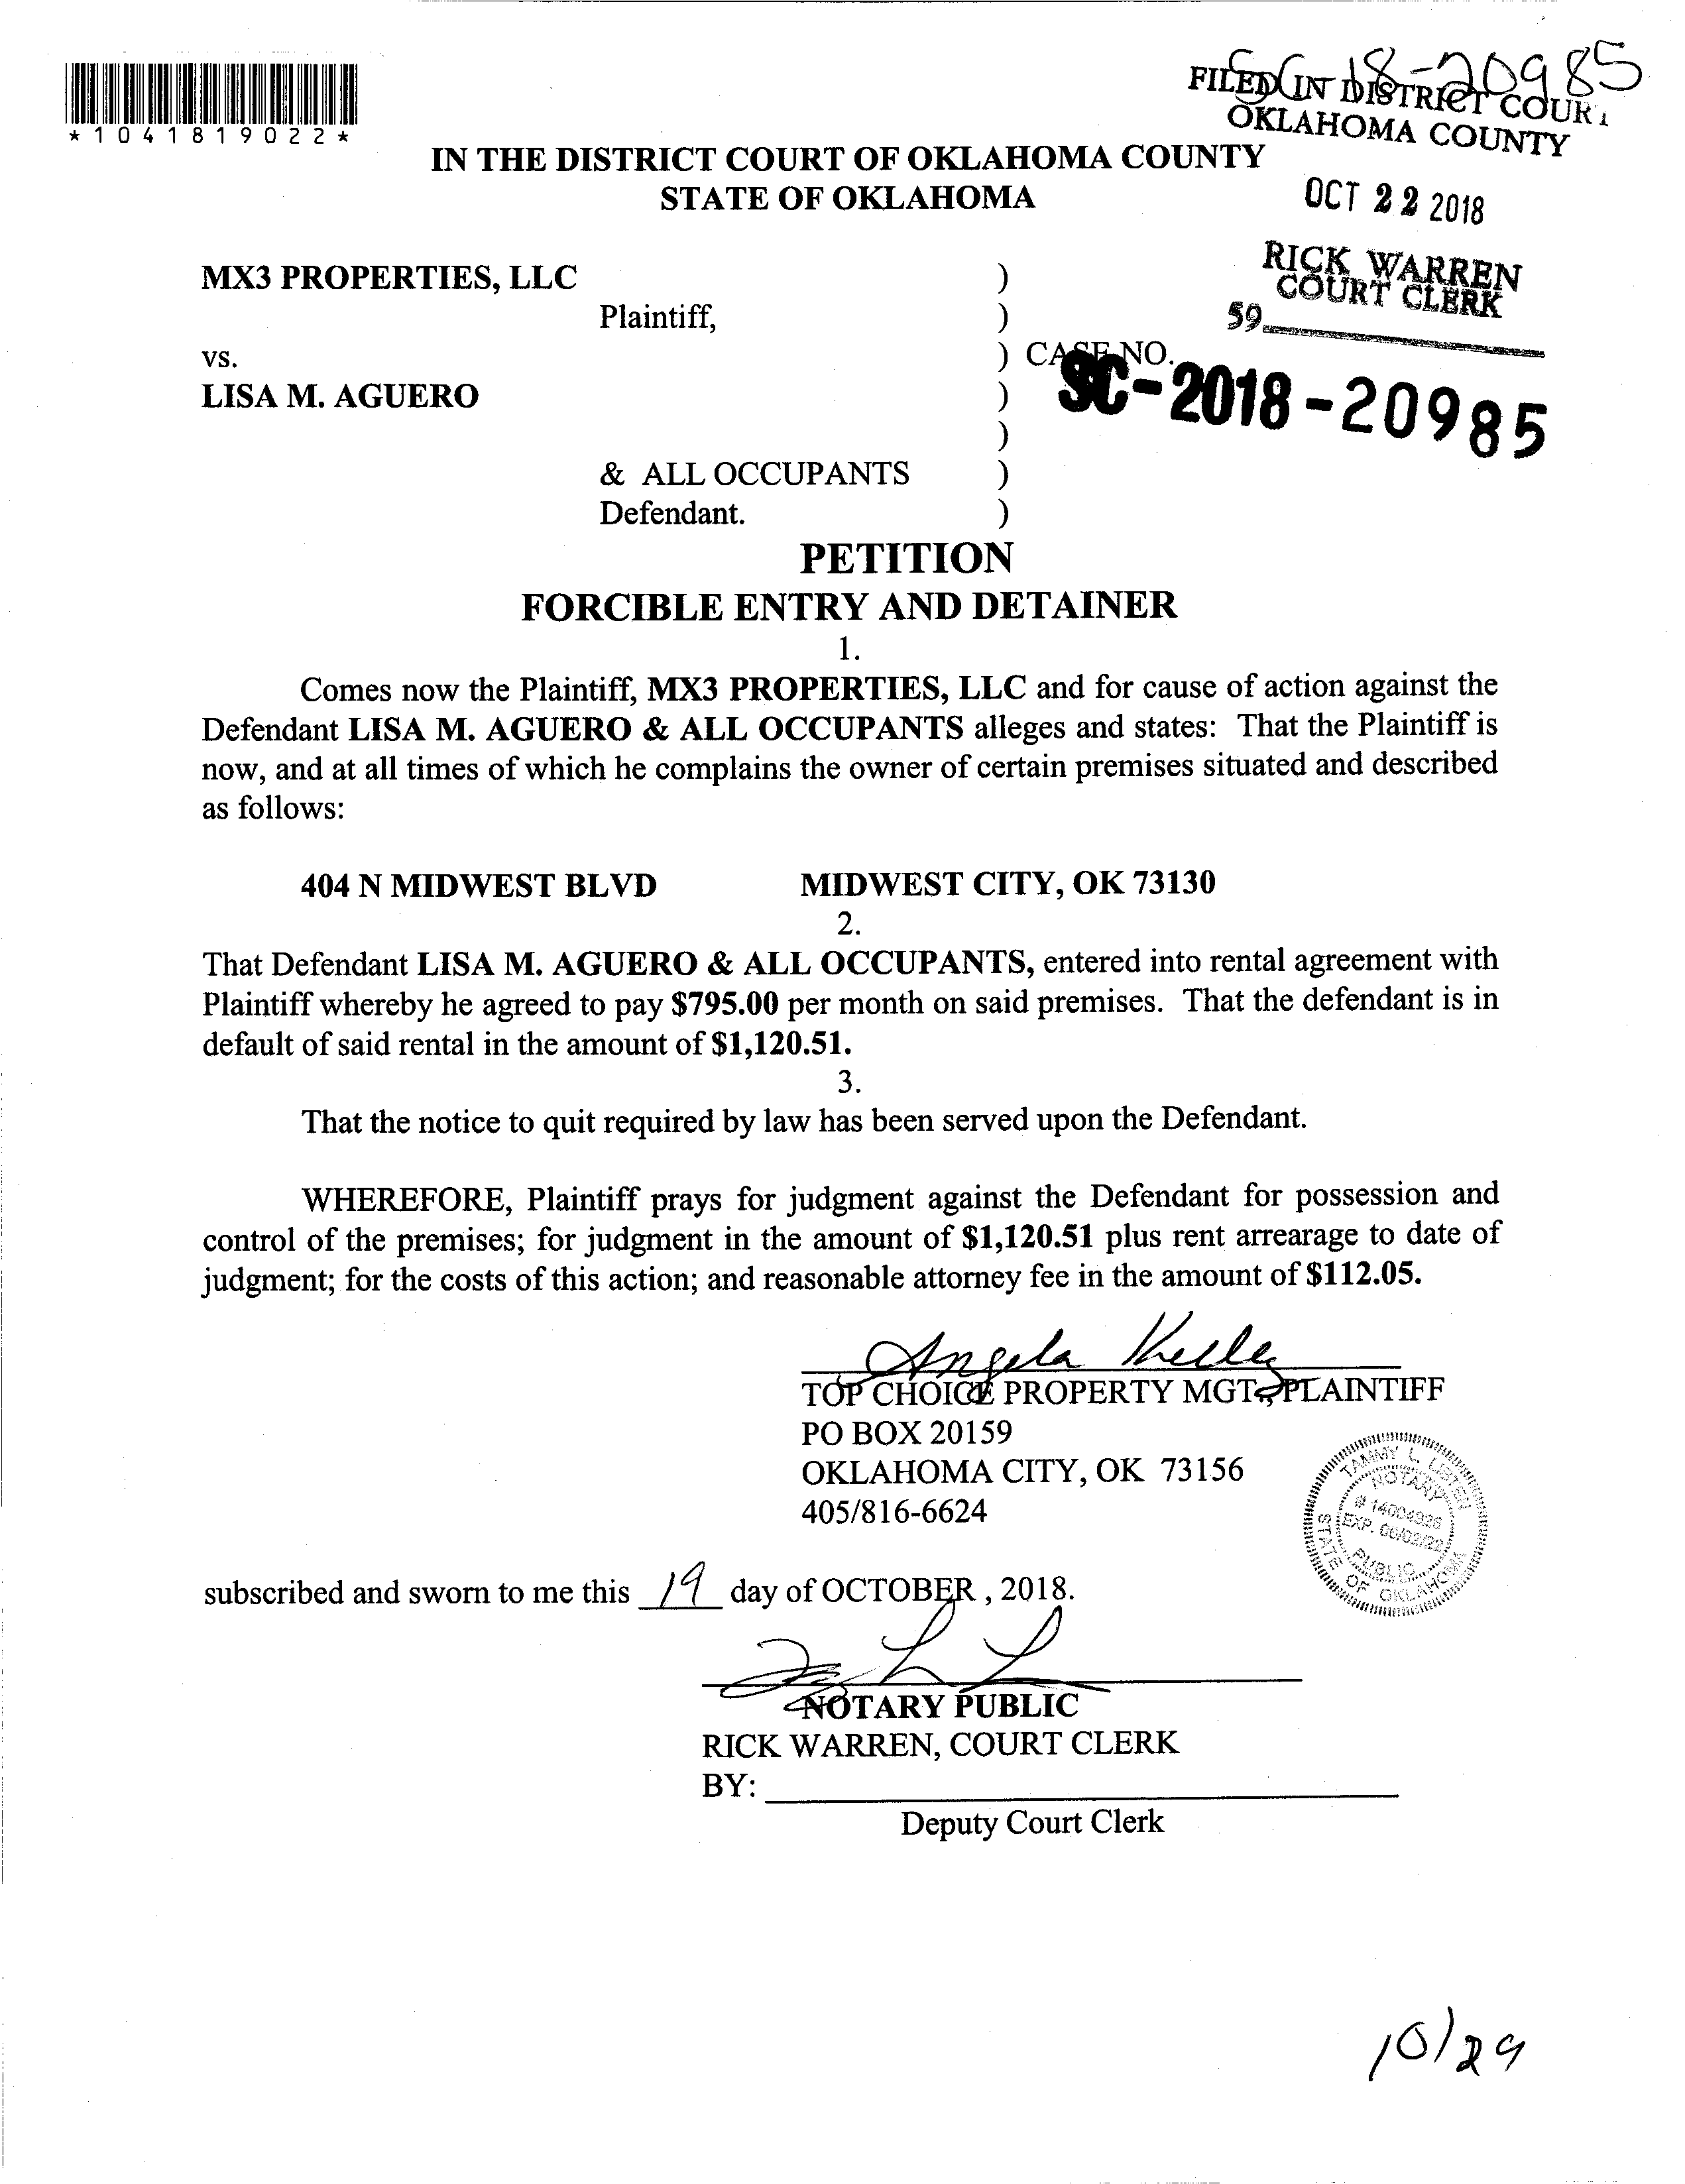 SC-18-20985
FILED IN DISTRICT COURT
OKLAHOMA COUNTY
*1041819022*
IN THE DISTRICT COURT OF OKLAHOMA COUNTY
STATE OF OKLAHOMA
OCT 22 2018
RICK WARREN
COURT CLERK
59
MX3 PROPERTIES, LLC )
Plaintiff, )
vs. ) CASE NO.
SC-2018-20985
LISA M. AGUERO )
)
& ALL OCCUPANTS )
Defendant. )
PETITION
FORCIBLE ENTRY AND DETAINER
1.
Comes now the Plaintiff, MX3 PROPERTIES, LLC and for cause of action against the
Defendant LISA M. AGUERO & ALL OCCUPANTS alleges and states: That the Plaintiff is
now, and at all times of which he complains the owner of certain premises situated and described
as follows:
404 N MIDWEST BLVD MIDWEST CITY, OK 73130
2.
That Defendant LISA M. AGUERO & ALL OCCUPANTS, entered into rental agreement with
Plaintiff whereby he agreed to pay $795.00 per month on said premises. That the defendant is in
default of said rental in the amount of $1,120.51.
3.
That the notice to quit required by law has been served upon the Defendant.
WHEREFORE, Plaintiff prays for judgment against the Defendant for possession and
control of the premises; for judgment in the amount of $1,120.51 plus rent arrearage to date of
judgment; for the costs of this action; and reasonable attorney fee in the amount of $112.05.
Angela Kelley
TOP CHOICE PROPERTY MGT., PLAINTIFF
PO BOX 20159
OKLAHOMA CITY, OK 73156
405/816-6624
TAMMY L. LISTEN
NOTARY
# 14004926
EXP. 06/02/22
PUBLIC
STATE OF OKLAHOMA
subscribed and sworn to me this 19 day of OCTOBER , 2018.
NOTARY PUBLIC
RICK WARREN, COURT CLERK
BY:
Deputy Court Clerk
10/29